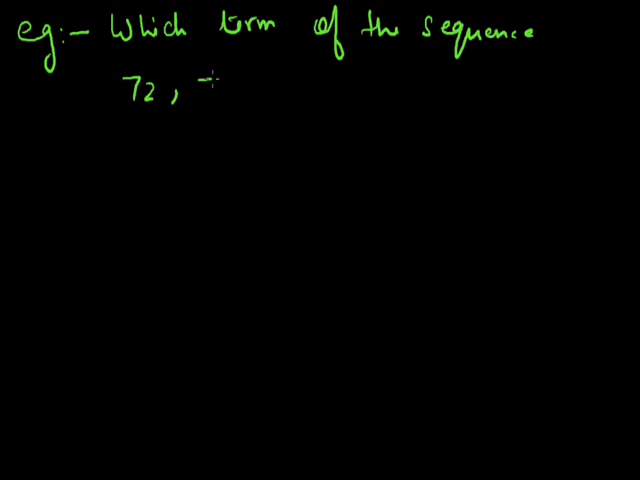 eg:- Which term of the sequence
72,